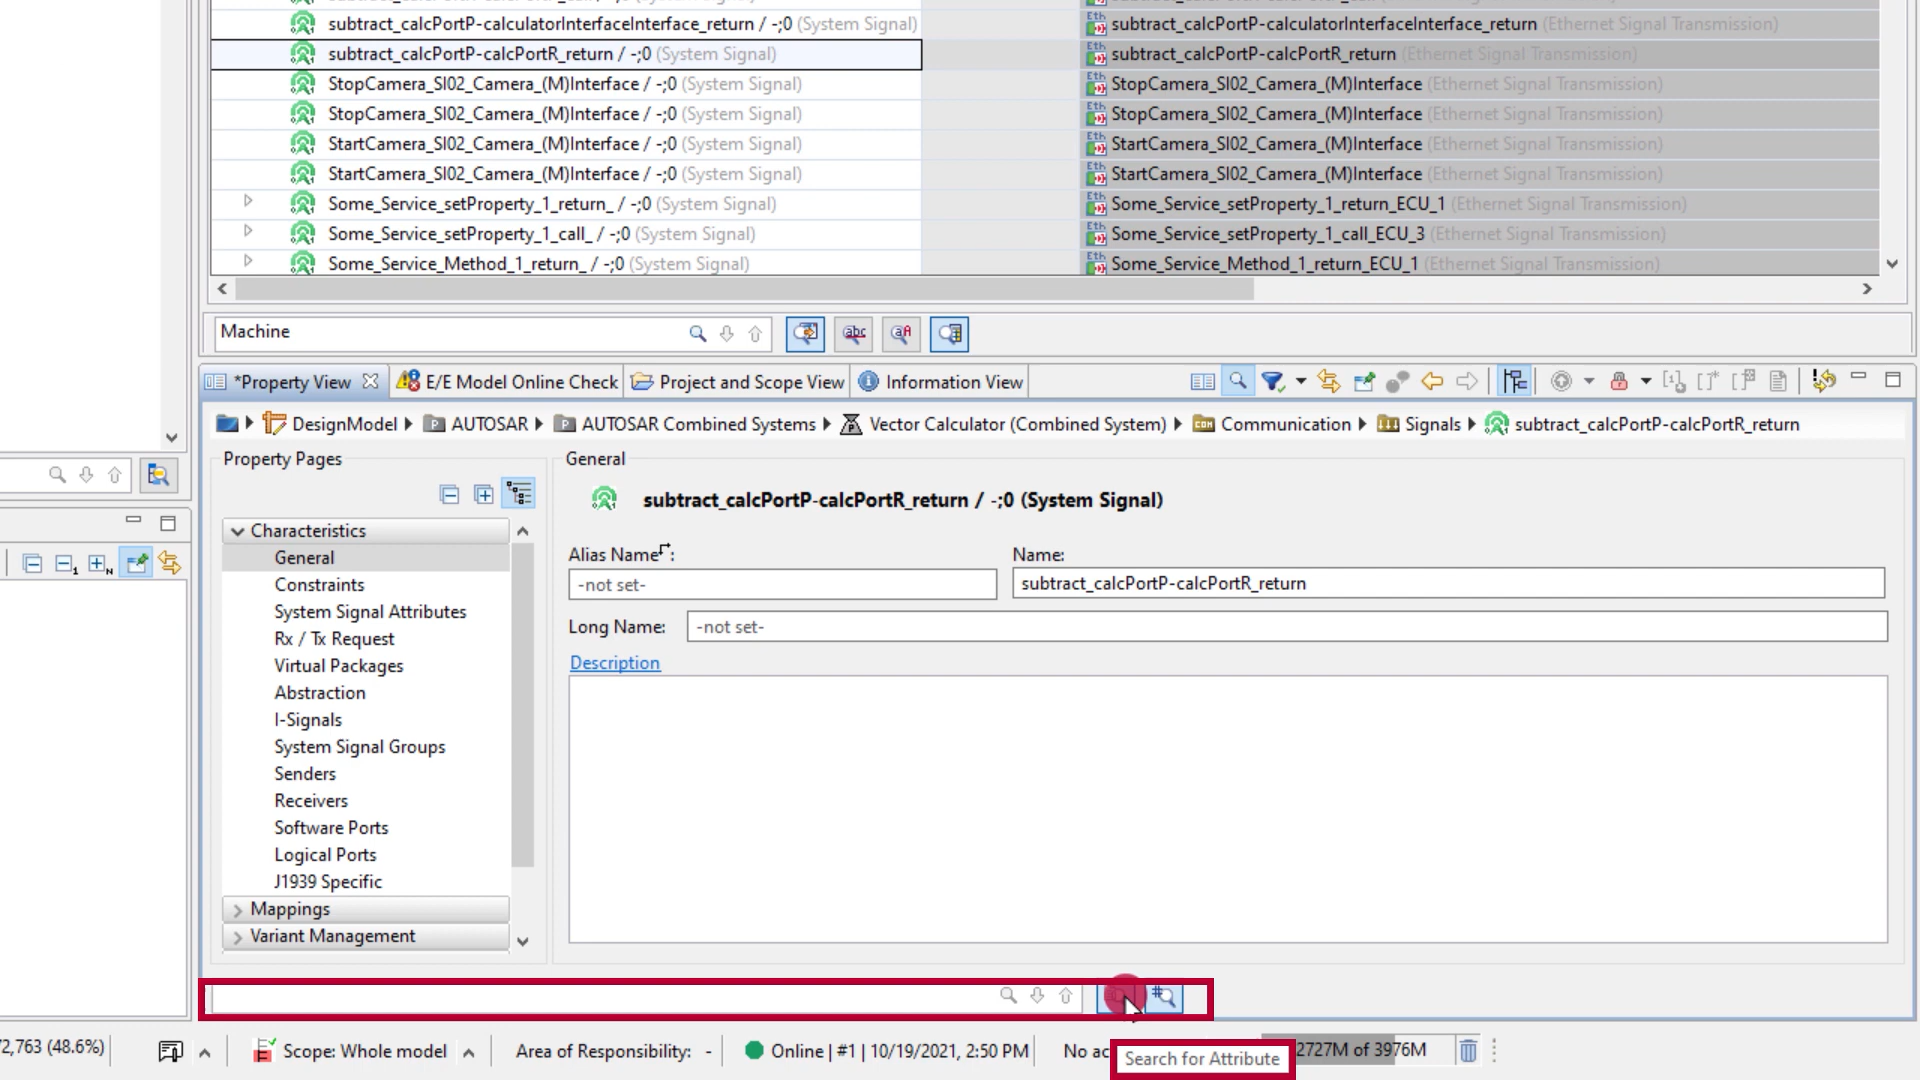 subtract_calcPortP-calculatorInterfaceInterface_return / -;0 (System Signal)
subtract_calcPortP-calculatorInterfaceInterface_return (Ethernet Signal Transmission)
subtract_calcPortP-calcPortR_return / -;0 (System Signal)
subtract_calcPortP-calcPortR_return (Ethernet Signal Transmission)
StopCamera_SI02_Camera_(M)Interface / -;0 (System Signal)
StopCamera_SI02_Camera_(M)Interface (Ethernet Signal Transmission)
StopCamera_SI02_Camera_(M)Interface / -;0 (System Signal)
StopCamera_SI02_Camera_(M)Interface (Ethernet Signal Transmission)
StartCamera_SI02_Camera_(M)Interface / -;0 (System Signal)
StartCamera_SI02_Camera_(M)Interface (Ethernet Signal Transmission)
StartCamera_SI02_Camera_(M)Interface / -;0 (System Signal)
StartCamera_SI02_Camera_(M)Interface (Ethernet Signal Transmission)
Some_Service_setProperty_1_return_ / -;0 (System Signal)
Some_Service_setProperty_1_return_ECU_1 (Ethernet Signal Transmission)
Some_Service_setProperty_1_call_ / -;0 (System Signal)
Some_Service_setProperty_1_call_ECU_3 (Ethernet Signal Transmission)
Some_Service_Method_1_return_ / -;0 (System Signal)
Some_Service_Method_1_return_ECU_1 (Ethernet Signal Transmission)
Machine
*Property View E/E Model Online Check Project and Scope View Information View
DesignModel AUTOSAR AUTOSAR Combined Systems Vector Calculator (Combined System) Communication Signals subtract_calcPortP-calcPortR_return
Property Pages
General
subtract_calcPortP-calcPortR_return / -;0 (System Signal)
Characteristics
General
Constraints
System Signal Attributes
Rx / Tx Request
Virtual Packages
Abstraction
I-Signals
System Signal Groups
Senders
Receivers
Software Ports
Logical Ports
J1939 Specific
Mappings
Variant Management
Alias Name:
Name:
-not set-
subtract_calcPortP-calcPortR_return
Long Name: -not set-
Description
2,763 (48.6%) Scope: Whole model Area of Responsibility: - Online | #1 | 10/19/2021, 2:50 PM No 2727M of 3976M
Search for Attribute